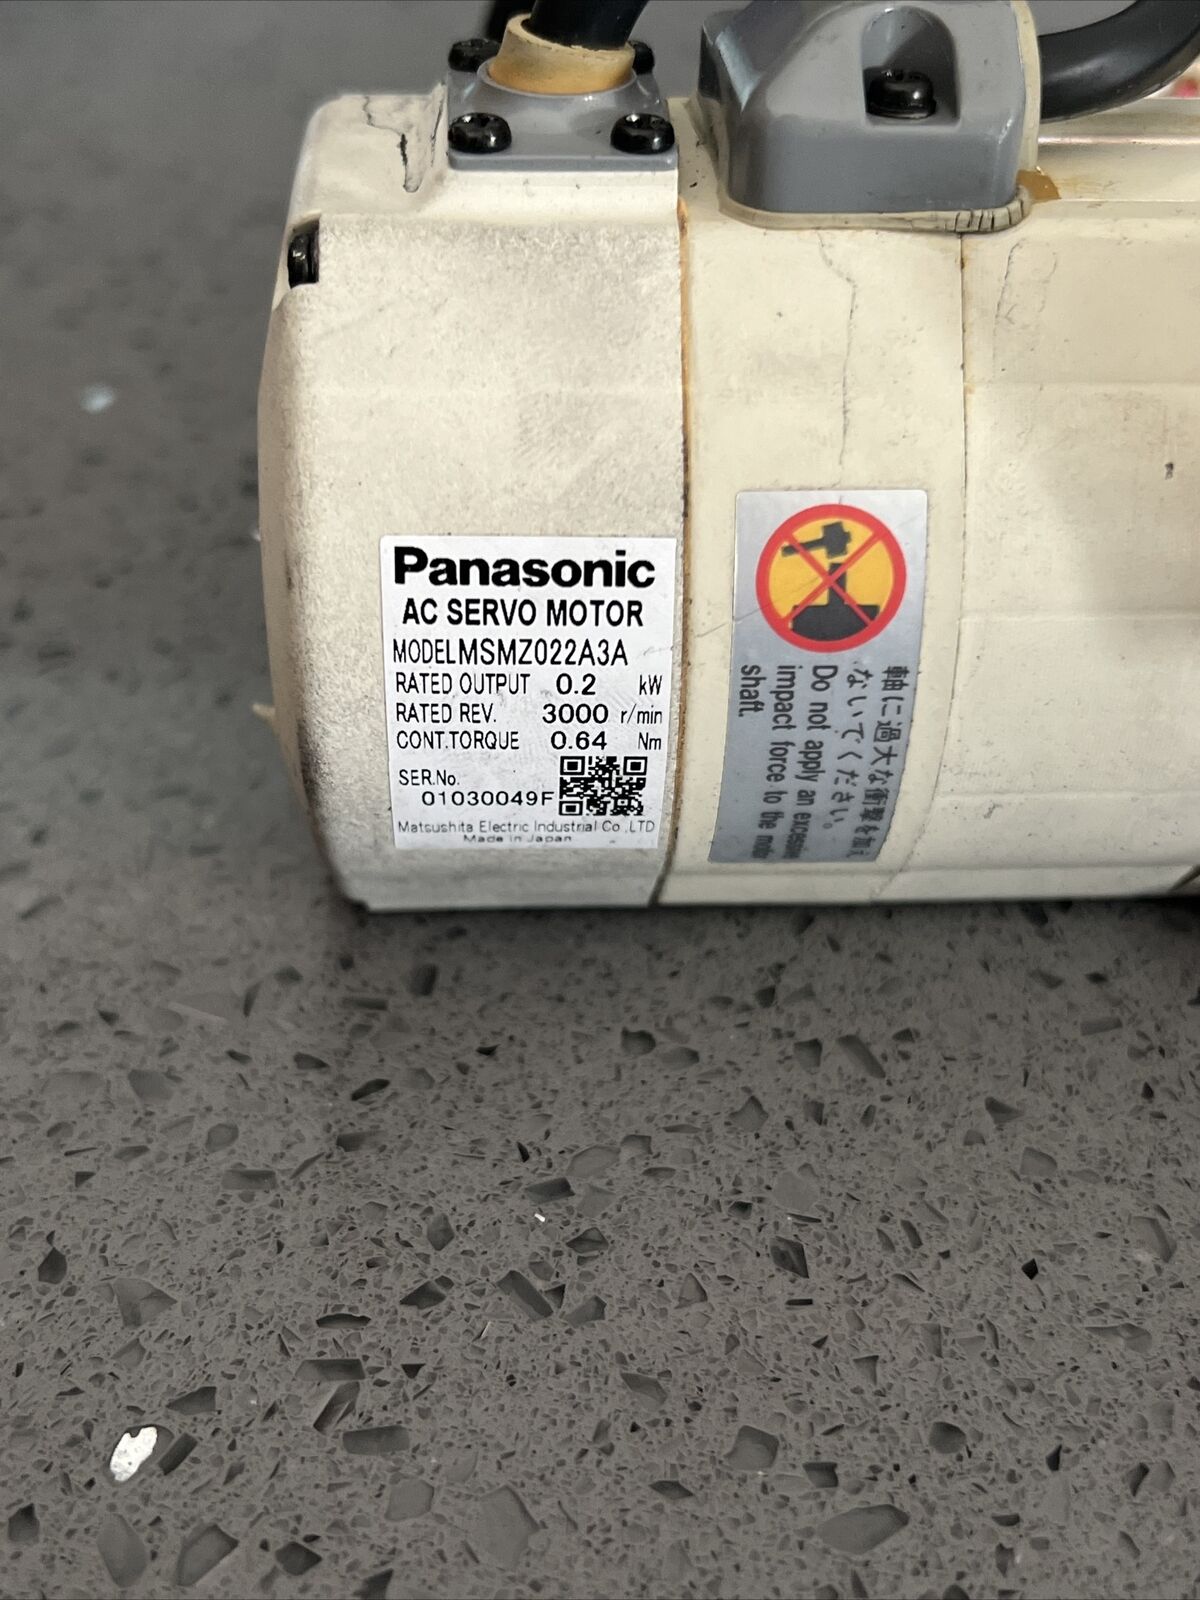 Panasonic
AC SERVO MOTOR
MODEL MSMZ022A3A
RATED OUTPUT 0.2 kW
RATED REV. 3000 r/min
CONT.TORQUE 0.64 Nm
SER.No.
01030049F
Matsushita Electric Industrial Co.,LTD
Made in Japan
軸に過大な衝撃を加え
ないでください。
Do not apply an excessive
impact force to the motor
shaft.